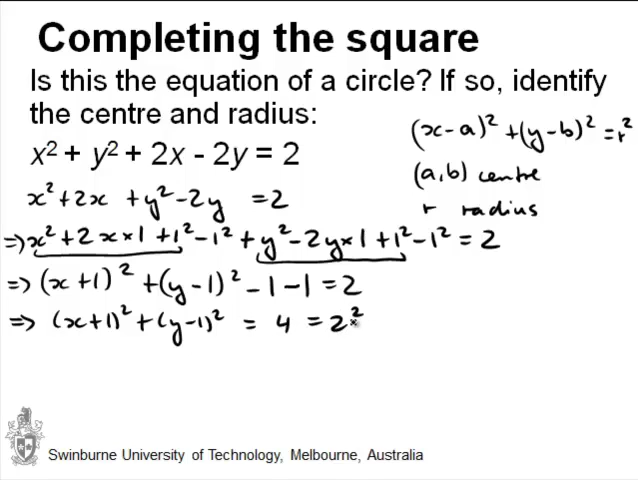 Completing the square
Is this the equation of a circle? If so, identify
the centre and radius:
(x-a)² + (y-b)² = r²
x² + y² + 2x - 2y = 2
(a,b) centre
x² + 2x + y² - 2y = 2
r radius
⇒ x² + 2x × 1 + 1² - 1² + y² - 2y × 1 + 1² - 1² = 2
⇒ (x + 1)² + (y - 1)² - 1 - 1 = 2
⇒ (x+1)² + (y-1)² = 4 = 2²
Swinburne University of Technology, Melbourne, Australia